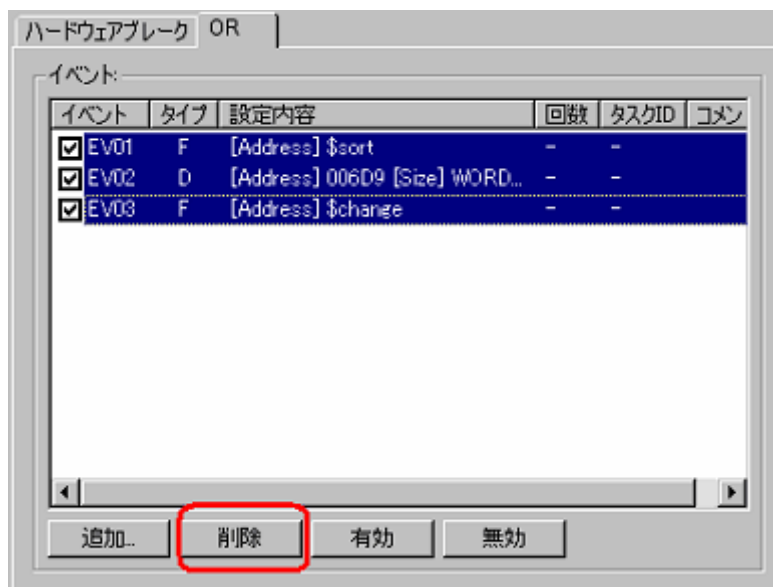 ハードウェアブレーク OR
イベント:
イベント タイプ 設定内容 回数 タスクID コメン
EV01 F [Address] $sort - -
EV02 D [Address] 006D9 [Size] WORD... - -
EV03 F [Address] $change - -
追加... 削除 有効 無効